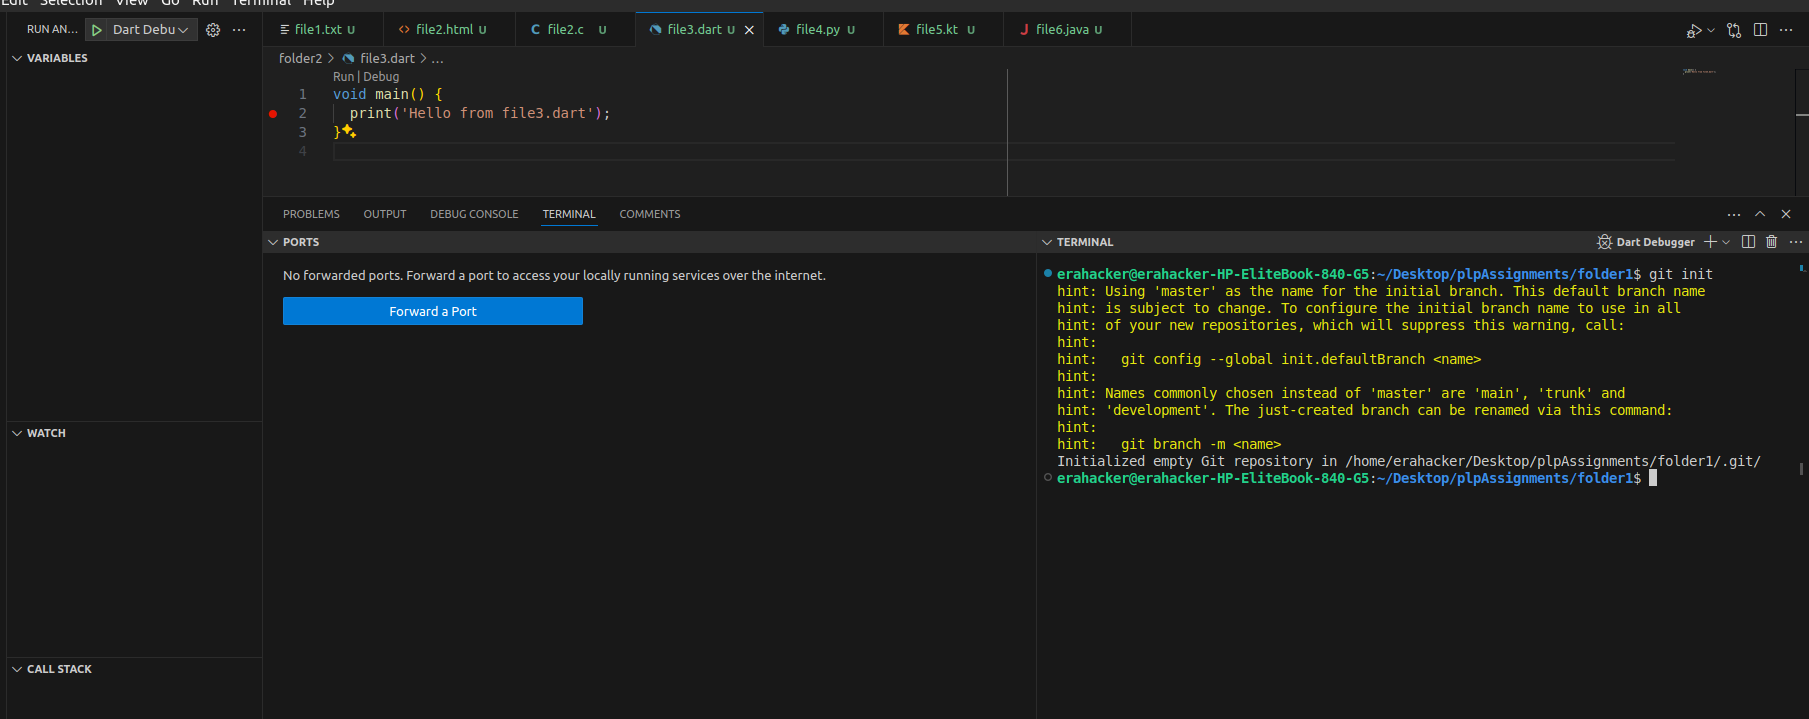 Edit Selection View Go Run Terminal Help
RUN AN... Dart Debu
file1.txt U file2.html U file2.c U file3.dart U file4.py U file5.kt U file6.java U
VARIABLES
folder2 > file3.dart > ...
Run | Debug
1 void main() {
2 print('Hello from file3.dart');
3 }
4
PROBLEMS OUTPUT DEBUG CONSOLE TERMINAL COMMENTS
PORTS
No forwarded ports. Forward a port to access your locally running services over the internet.
Forward a Port
TERMINAL Dart Debugger
erahacker@erahacker-HP-EliteBook-840-G5:~/Desktop/plpAssignments/folder1$ git init
hint: Using 'master' as the name for the initial branch. This default branch name
hint: is subject to change. To configure the initial branch name to use in all
hint: of your new repositories, which will suppress this warning, call:
hint:
hint: git config --global init.defaultBranch <name>
hint:
hint: Names commonly chosen instead of 'master' are 'main', 'trunk' and
hint: 'development'. The just-created branch can be renamed via this command:
hint:
hint: git branch -m <name>
Initialized empty Git repository in /home/erahacker/Desktop/plpAssignments/folder1/.git/
erahacker@erahacker-HP-EliteBook-840-G5:~/Desktop/plpAssignments/folder1$
WATCH
CALL STACK